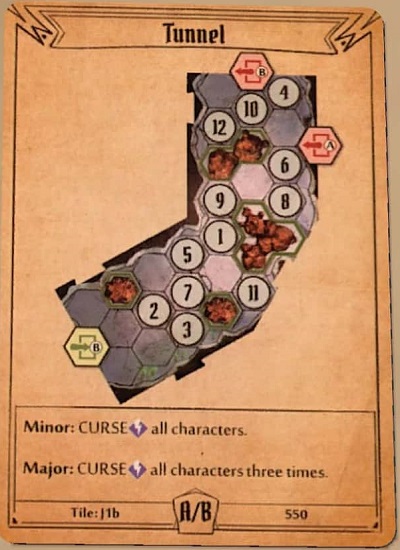 Tunnel
B
4
10
12
A
6
9
8
1
5
7
11
2
3
B
Minor: CURSE all characters.
Major: CURSE all characters three times.
Tile: J1b
A/B
550